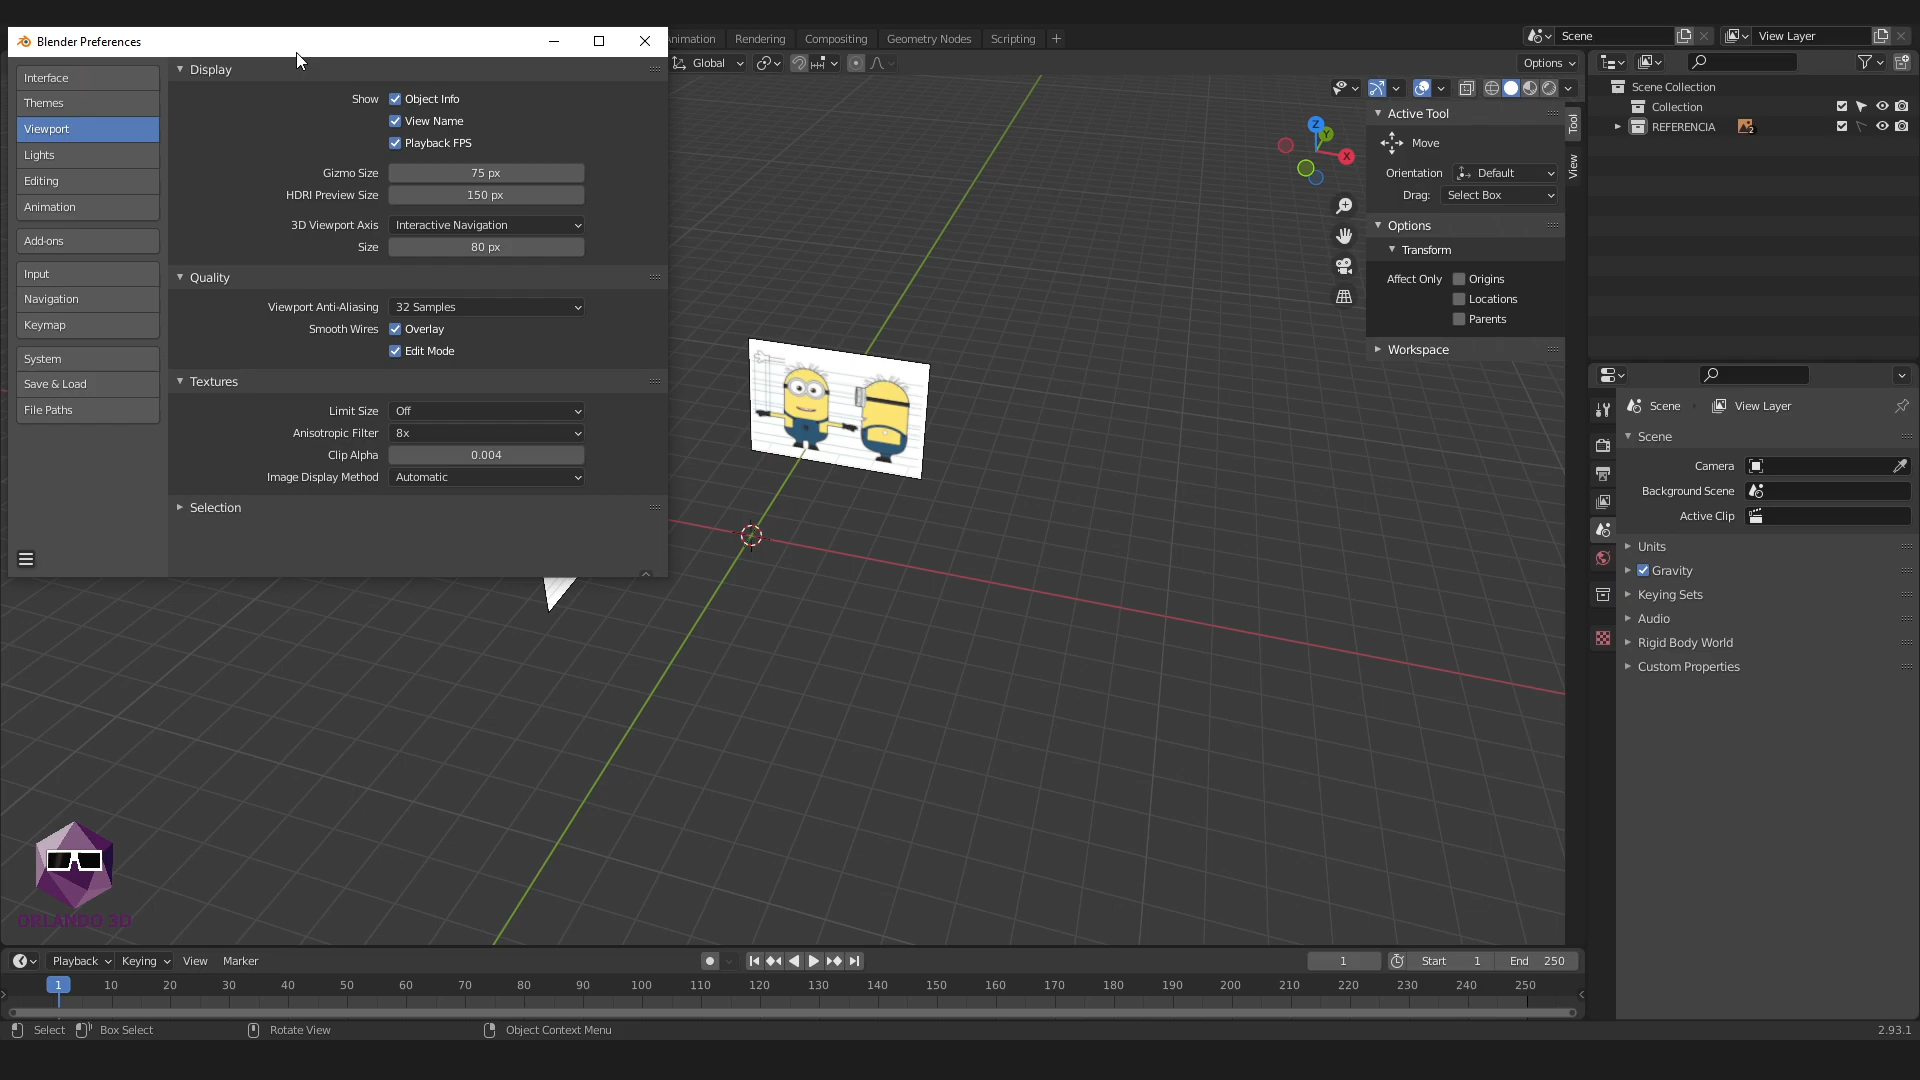 Blender Preferences
Interface
Themes
Viewport
Lights
Editing
Animation
Add-ons
Input
Navigation
Keymap
System
Save & Load
File Paths
Display
Show Object Info
View Name
Playback FPS
Gizmo Size 75 px
HDRI Preview Size 150 px
3D Viewport Axis Interactive Navigation
Size 80 px
Quality
Viewport Anti-Aliasing 32 Samples
Smooth Wires Overlay
Edit Mode
Textures
Limit Size Off
Anisotropic Filter 8x
Clip Alpha 0.004
Image Display Method Automatic
Selection
nimation Rendering Compositing Geometry Nodes Scripting
Scene View Layer
Global
Options
Z
Y
X
Active Tool
Move
Orientation Default
Drag: Select Box
Options
Transform
Affect Only Origins
Locations
Parents
Workspace
Tool
View
Scene Collection
Collection
REFERENCIA 2
Scene View Layer
Scene
Camera
Background Scene
Active Clip
Units
Gravity
Keying Sets
Audio
Rigid Body World
Custom Properties
ORLANDO 3D
Playback Keying View Marker
1 Start 1 End 250
1 10 20 30 40 50 60 70 80 90 100 110 120 130 140 150 160 170 180 190 200 210 220 230 240 250
Select Box Select Rotate View Object Context Menu 2.93.1